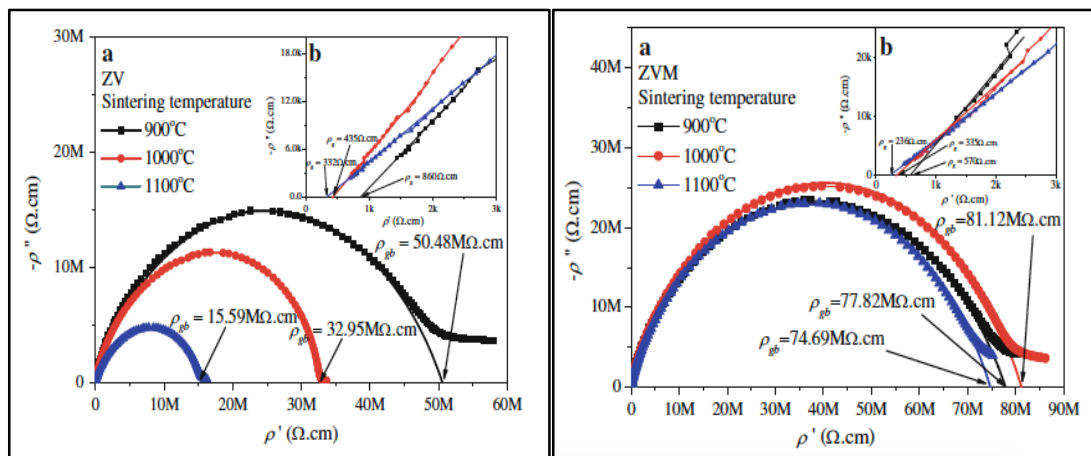 a
ZV
Sintering temperature
900°C
1000°C
1100°C
b
18.0k
12.0k
6.0k
0.0
-ρ" (Ω.cm)
ρg = 435Ω.cm
ρg = 332Ω.cm
ρg = 860Ω.cm
1k
2k
3k
ρ' (Ω.cm)
30M
20M
10M
0
-ρ" (Ω.cm)
ρgb = 50.48MΩ.cm
ρgb = 15.59MΩ.cm
ρgb = 32.95MΩ.cm
0
10M
20M
30M
40M
50M
60M
ρ' (Ω.cm)
a
ZVM
Sintering temperature
900°C
1000°C
1100°C
b
20k
10k
0
-ρ" (Ω.cm)
ρg = 236Ω.cm
ρg = 335Ω.cm
ρg = 570Ω.cm
0
1k
2k
3k
ρ' (Ω.cm)
40M
30M
20M
10M
0
-ρ" (Ω.cm)
ρgb = 81.12MΩ.cm
ρgb = 77.82MΩ.cm
ρgb = 74.69MΩ.cm
0
10M
20M
30M
40M
50M
60M
70M
80M
90M
ρ' (Ω.cm)